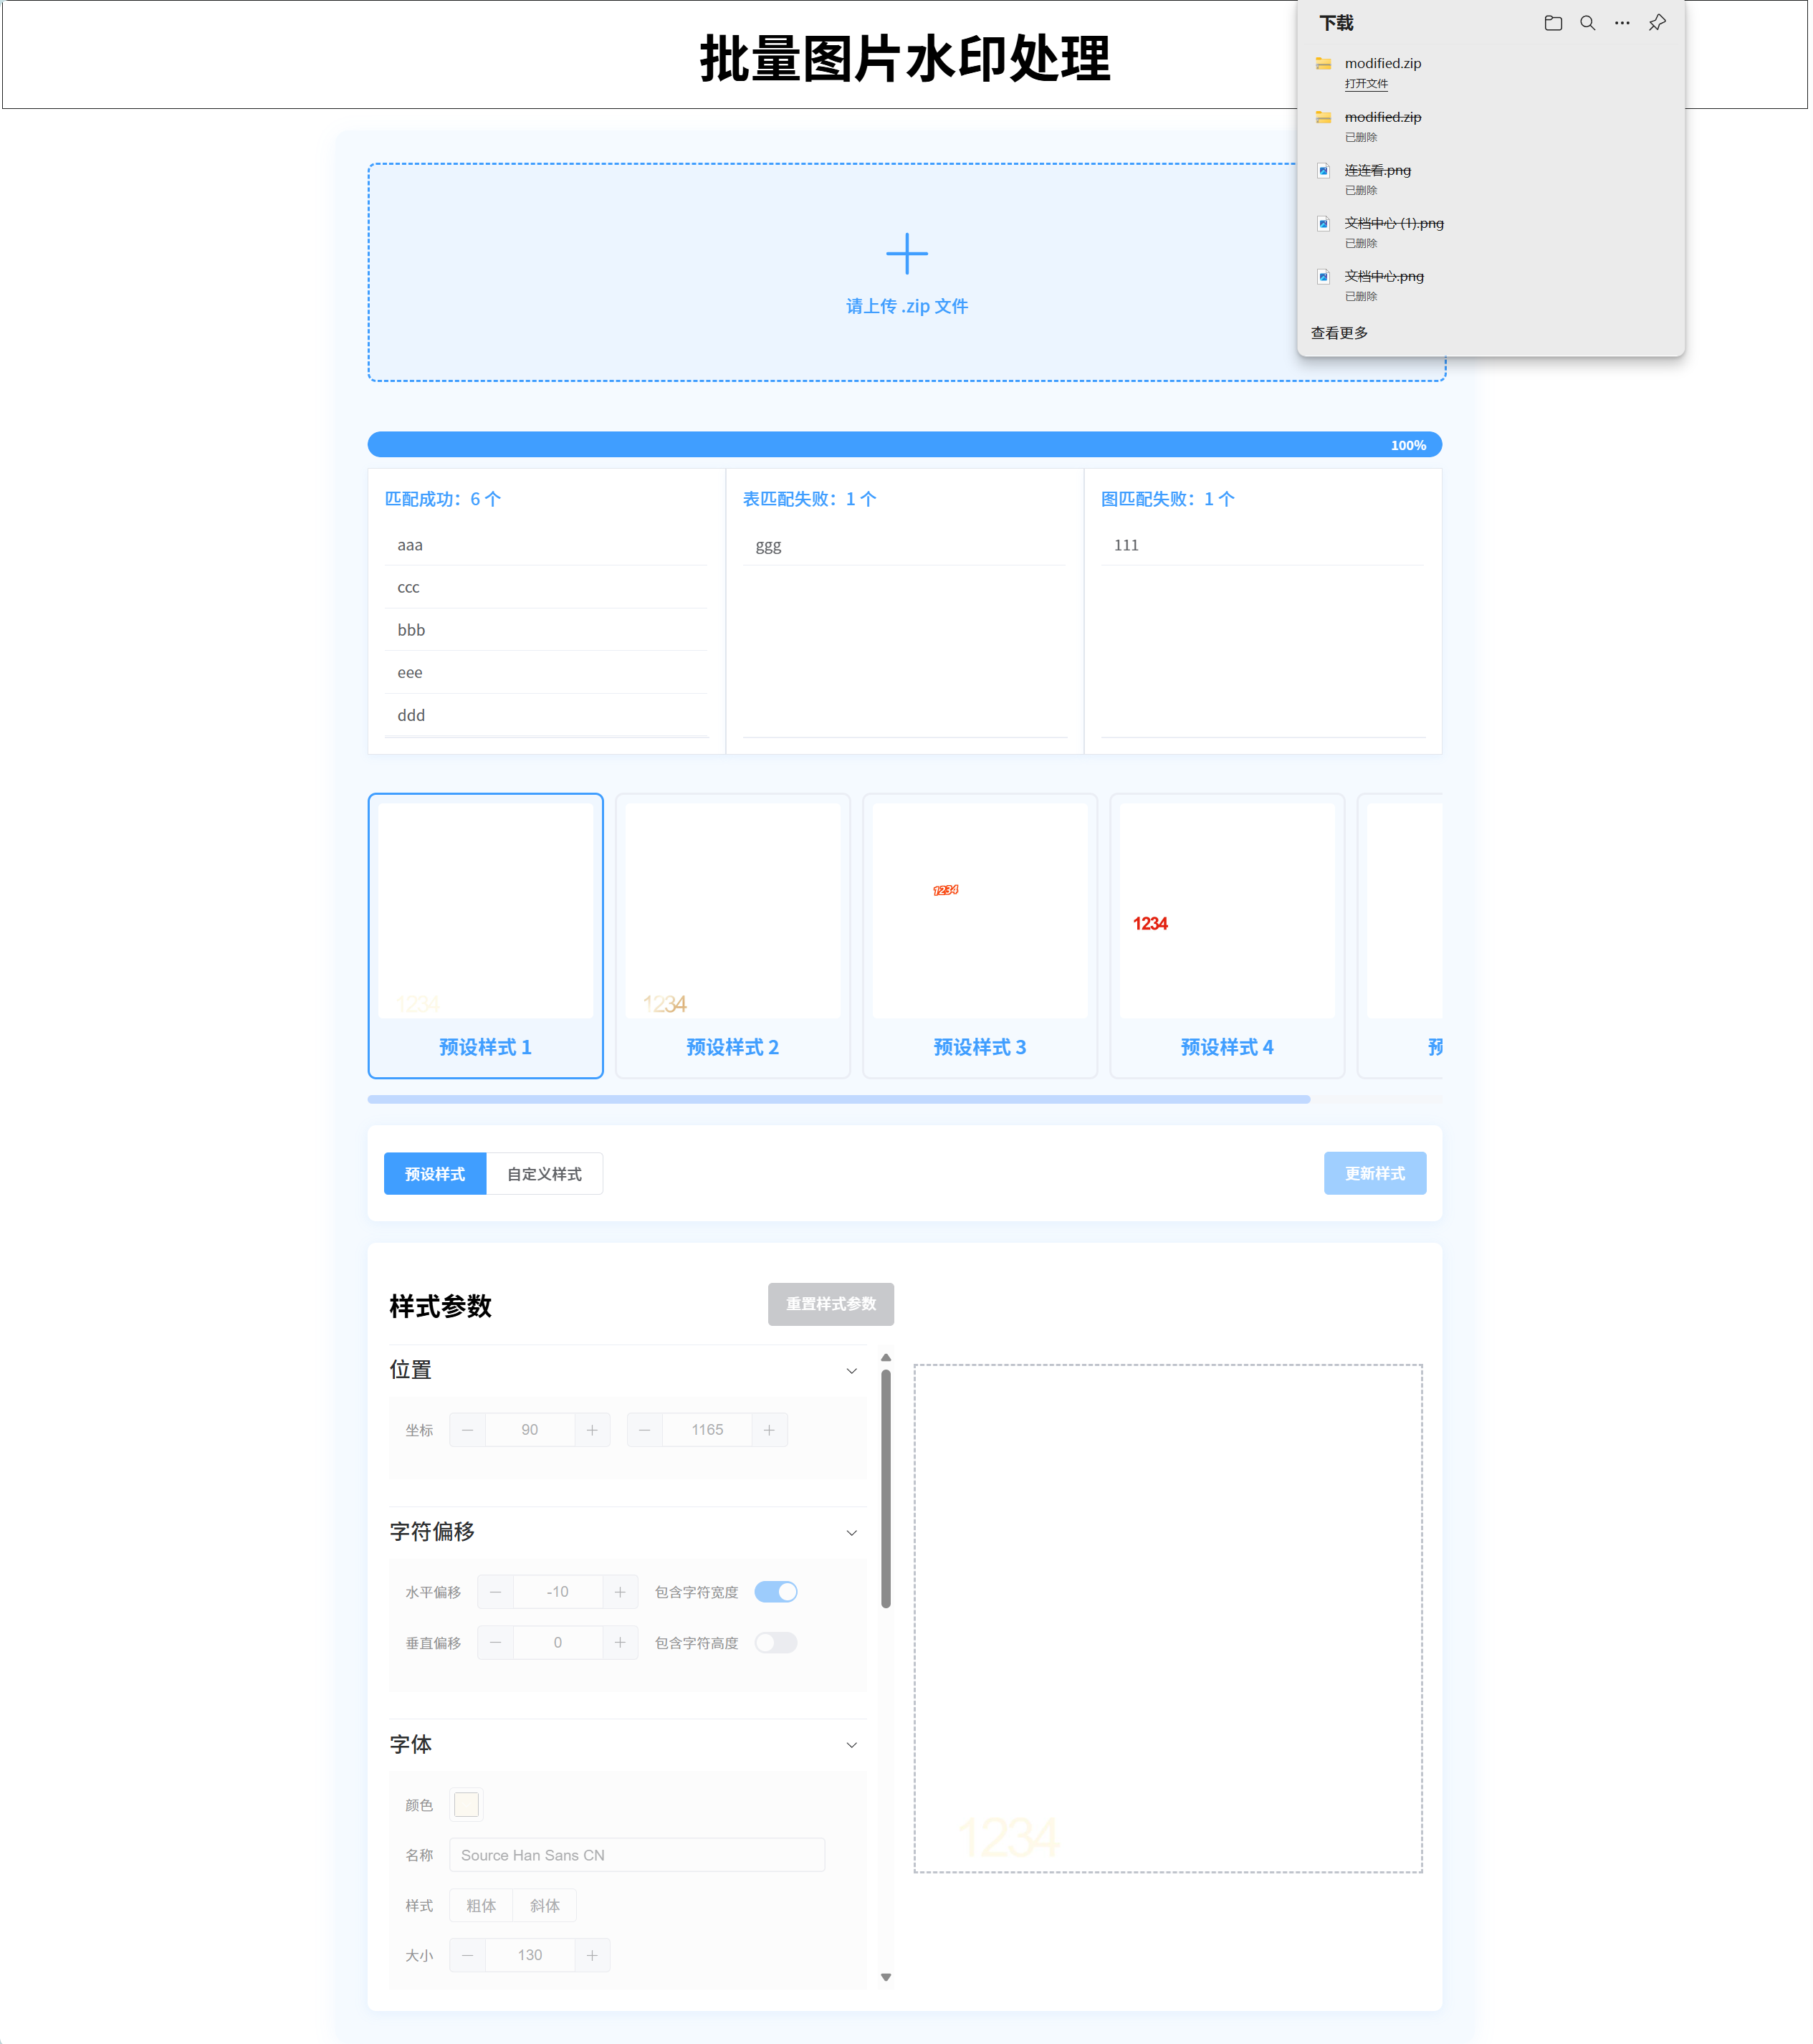 批量图片水印处理
下载
modified.zip
打开文件
modified.zip
已删除
连连看.png
已删除
文档中心 (1).png
已删除
文档中心.png
已删除
查看更多
请上传 .zip 文件
100%
匹配成功：6 个
aaa
ccc
bbb
eee
ddd
表匹配失败：1 个
ggg
图匹配失败：1 个
111
1234
预设样式 1
1234
预设样式 2
1234
预设样式 3
1234
预设样式 4
预
预设样式
自定义样式
更新样式
样式参数
重置样式参数
位置
坐标 90 1165
字符偏移
水平偏移 -10 包含字符宽度
垂直偏移 0 包含字符高度
字体
颜色
名称 Source Han Sans CN
样式 粗体 斜体
大小 130
1234